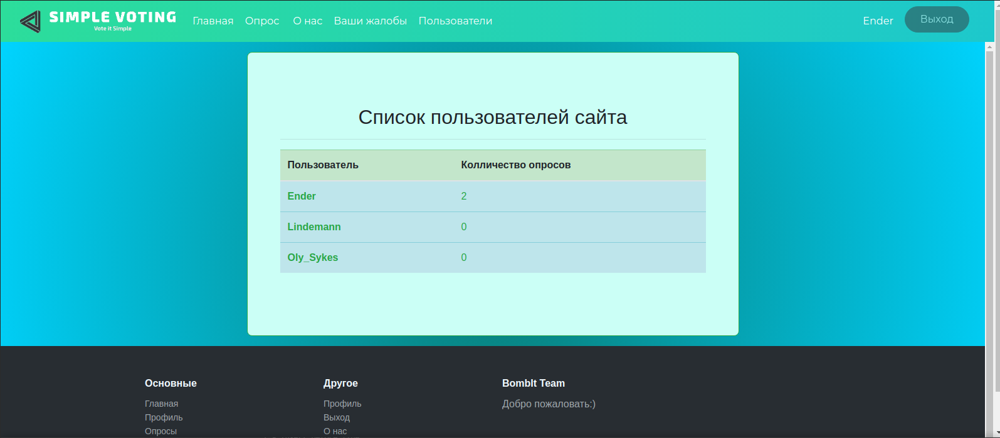 SIMPLE VOTING
Vote it Simple
Главная Опрос О нас Ваши жалобы Пользователи
Ender Выход
Список пользователей сайта
Пользователь Колличество опросов
Ender 2
Lindemann 0
Oly_Sykes 0
Основные Другое BombIt Team
Главная Профиль Добро пожаловать:)
Профиль Выход
Опросы О нас